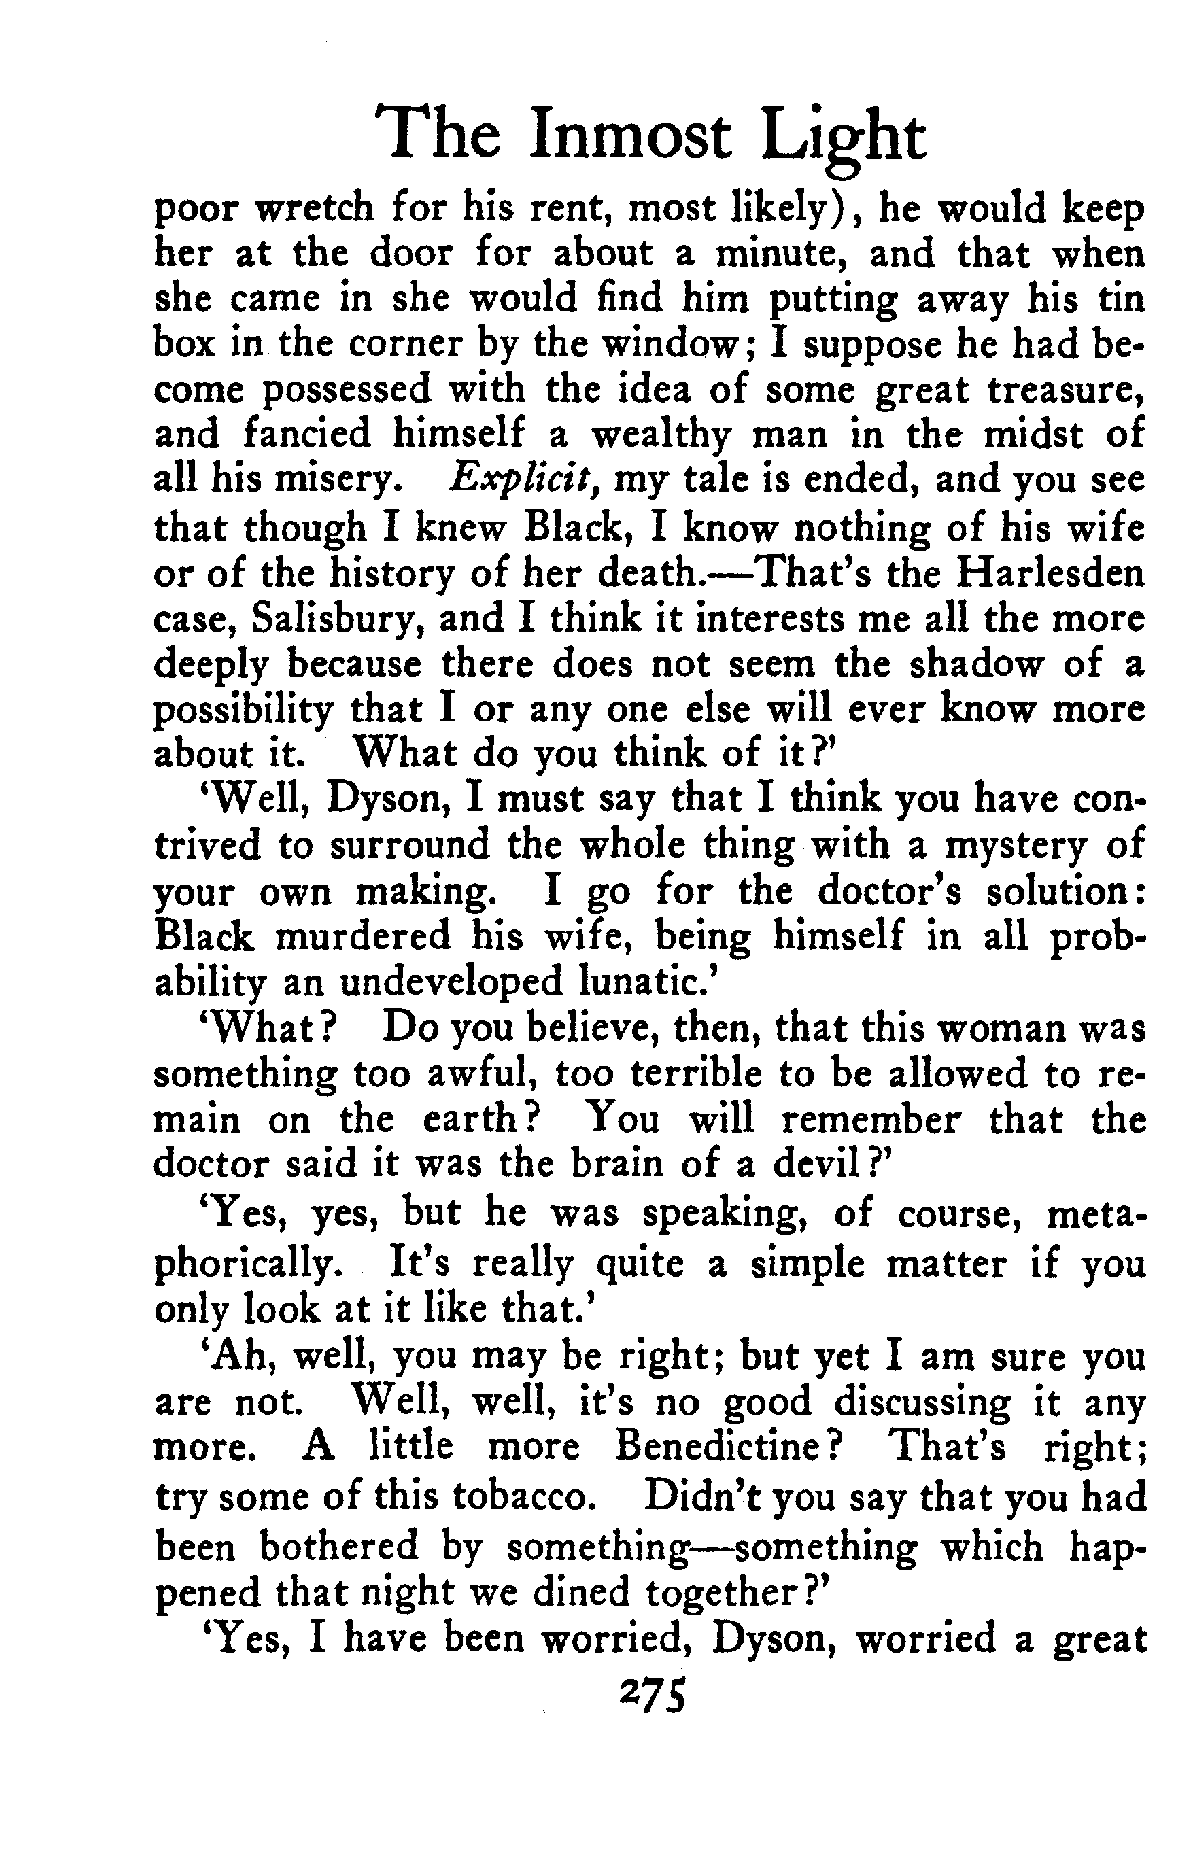 The Inmost Light
poor wretch for his rent, most likely), he would keep
her at the door for about a minute, and that when
she came in she would find him putting away his tin
box in the corner by the window; I suppose he had be-
come possessed with the idea of some great treasure,
and fancied himself a wealthy man in the midst of
all his misery. Explicit, my tale is ended, and you see
that though I knew Black, I know nothing of his wife
or of the history of her death.—That's the Harlesden
case, Salisbury, and I think it interests me all the more
deeply because there does not seem the shadow of a
possibility that I or any one else will ever know more
about it. What do you think of it?'
'Well, Dyson, I must say that I think you have con-
trived to surround the whole thing with a mystery of
your own making. I go for the doctor's solution:
Black murdered his wife, being himself in all prob-
ability an undeveloped lunatic.'
'What? Do you believe, then, that this woman was
something too awful, too terrible to be allowed to re-
main on the earth? You will remember that the
doctor said it was the brain of a devil?'
'Yes, yes, but he was speaking, of course, meta-
phorically. It's really quite a simple matter if you
only look at it like that.'
'Ah, well, you may be right; but yet I am sure you
are not. Well, well, it's no good discussing it any
more. A little more Benedictine? That's right;
try some of this tobacco. Didn't you say that you had
been bothered by something—something which hap-
pened that night we dined together?'
'Yes, I have been worried, Dyson, worried a great
275